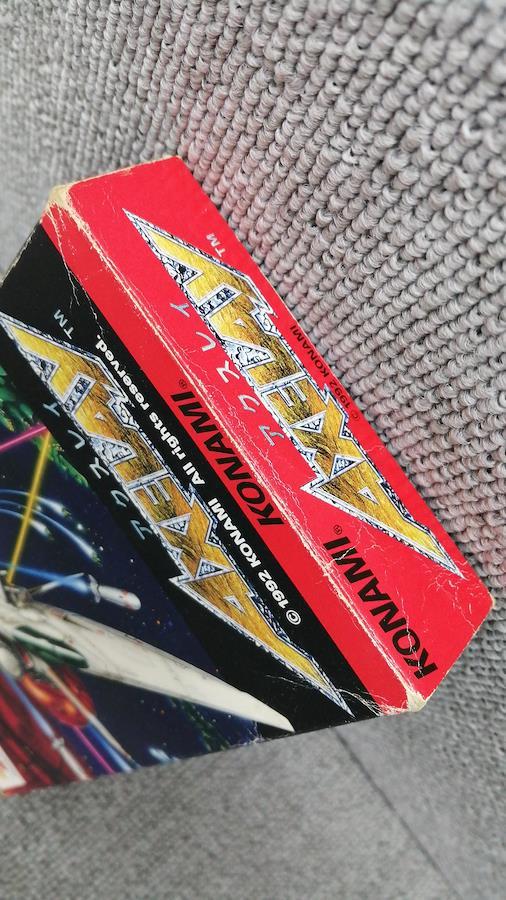 AXELAY
TM
アクスレイ
© 1992 KONAMI
KONAMI®
KONAMI®
AXELAY
TM
アクスレイ
© 1992 KONAMI All rights reserved.